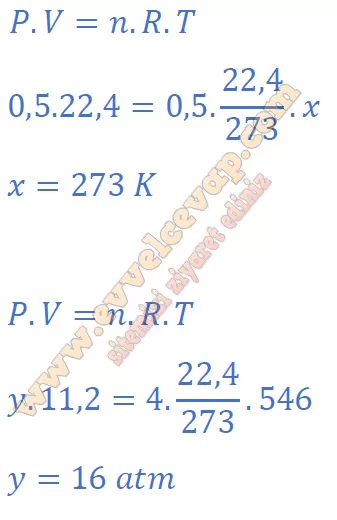 P.V = n.R.T
0,5.22,4 = 0,5.22,4/273.x
x = 273 K
P.V = n.R.T
y.11,2 = 4.22,4/273.546
y = 16 atm
www.evvelcevap.com
sitemizi ziyaret ediniz